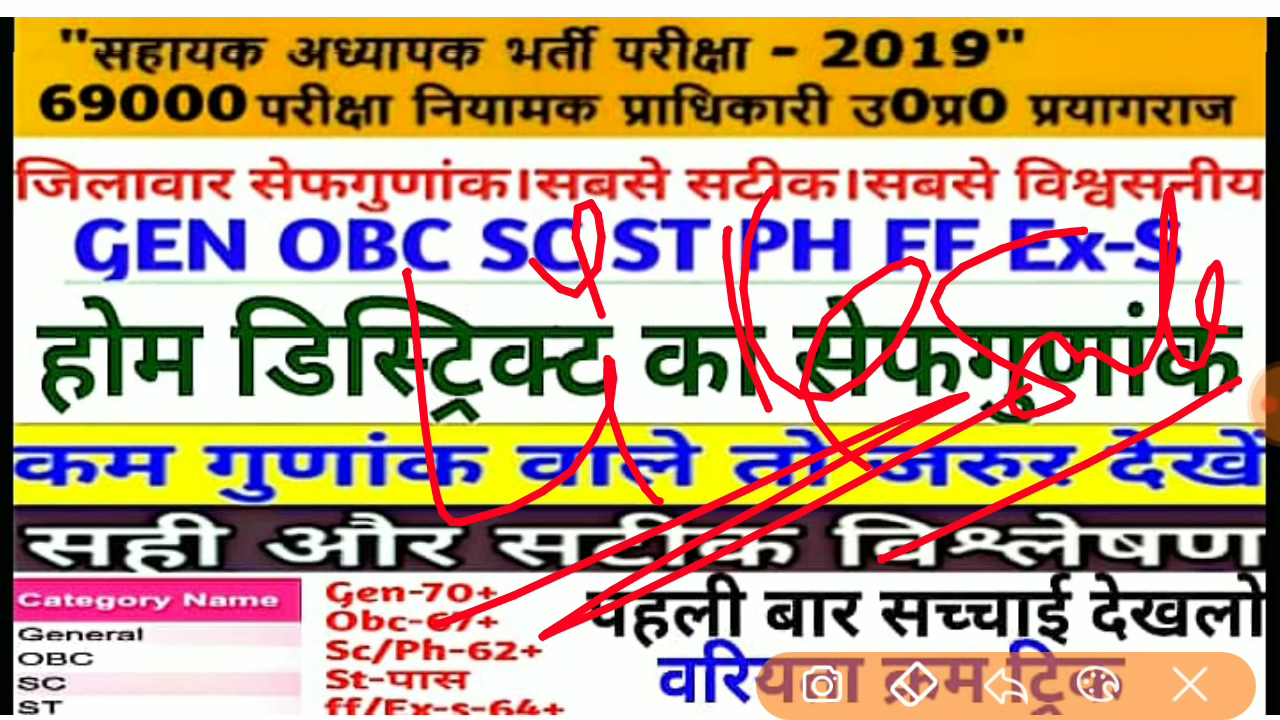 "सहायक अध्यापक भर्ती परीक्षा - 2019"
69000 परीक्षा नियामक प्राधिकारी उ0प्र0 प्रयागराज
जिलावार सेफगुणांक।सबसे सटीक।सबसे विश्वसनीय
GEN OBC SC ST PH FF Ex-S
होम डिस्ट्रिक्ट का सेफगुणांक
कम गुणांक वाले तो जरुर देखें
सही और सटीक विश्लेषण
Category Name
General
OBC
SC
ST
Gen-70+
Obc-67+
Sc/Ph-62+
St-पास
ff/Ex-s-64+
पहली बार सच्चाई देखलो
वरियता क्रम ट्रिक